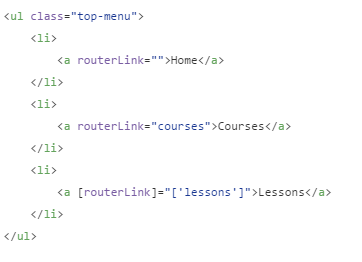 <ul class="top-menu">
    <li>
        <a routerLink="">Home</a>
    </li>
    <li>
        <a routerLink="courses">Courses</a>
    </li>
    <li>
        <a [routerLink]="['lessons']">Lessons</a>
    </li>
</ul>